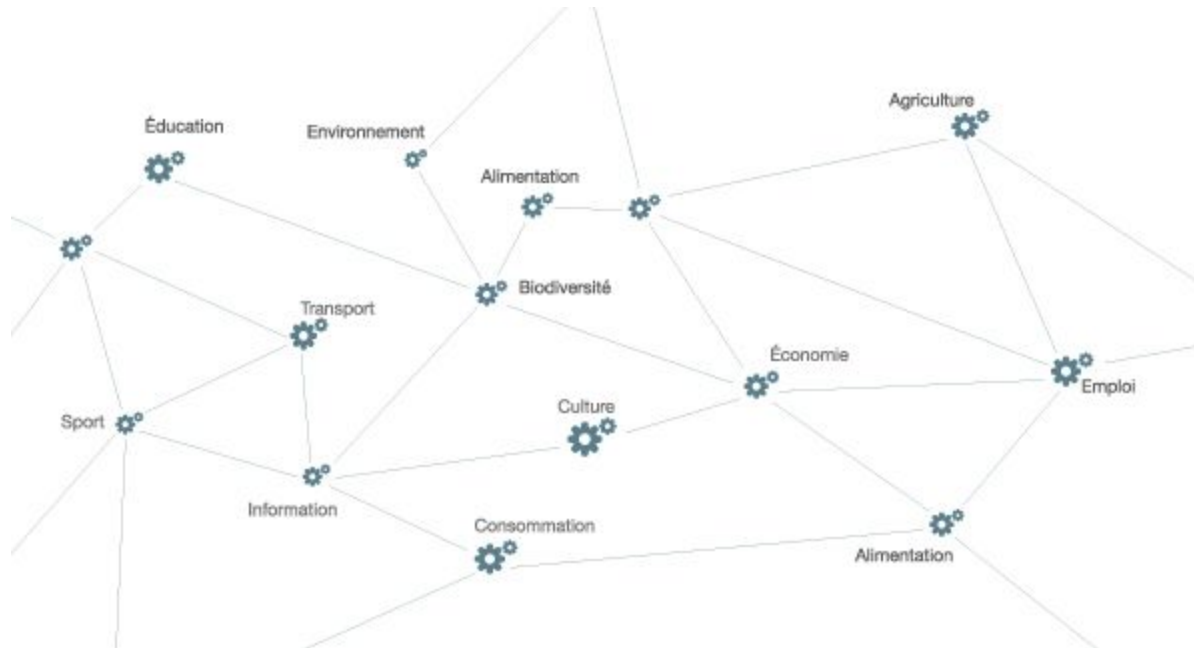 Agriculture
Éducation
Environnement
Alimentation
Biodiversité
Transport
Économie
Emploi
Culture
Sport
Information
Consommation
Alimentation